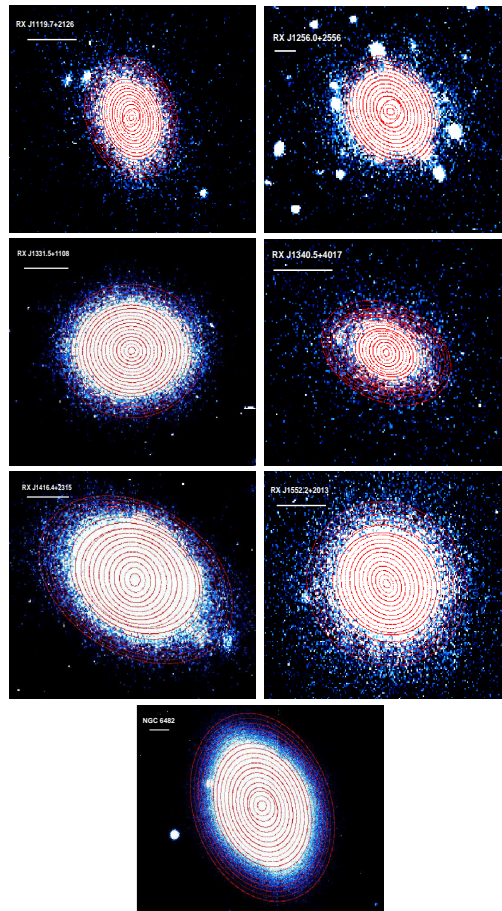 RX J1119.7+2126
RX J1256.0+2556
RX J1331.5+1108
RX J1340.5+4017
RX J1416.4+2315
RX J1552.2+2013
NGC 6482